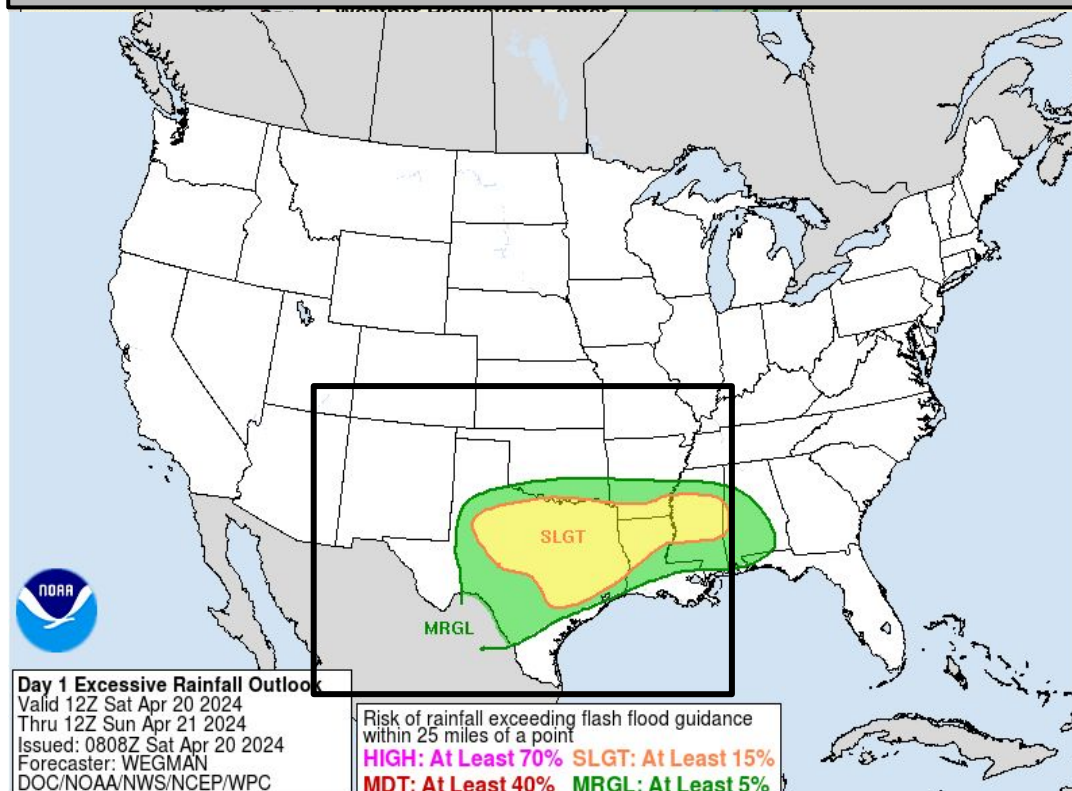 Weather Prediction Center
SLGT
MRGL
NOAA
Day 1 Excessive Rainfall Outlook
Valid 12Z Sat Apr 20 2024
Thru 12Z Sun Apr 21 2024
Issued: 0808Z Sat Apr 20 2024
Forecaster: WEGMAN
DOC/NOAA/NWS/NCEP/WPC
Risk of rainfall exceeding flash flood guidance
within 25 miles of a point
HIGH: At Least 70% SLGT: At Least 15%
MDT: At Least 40% MRGL: At Least 5%